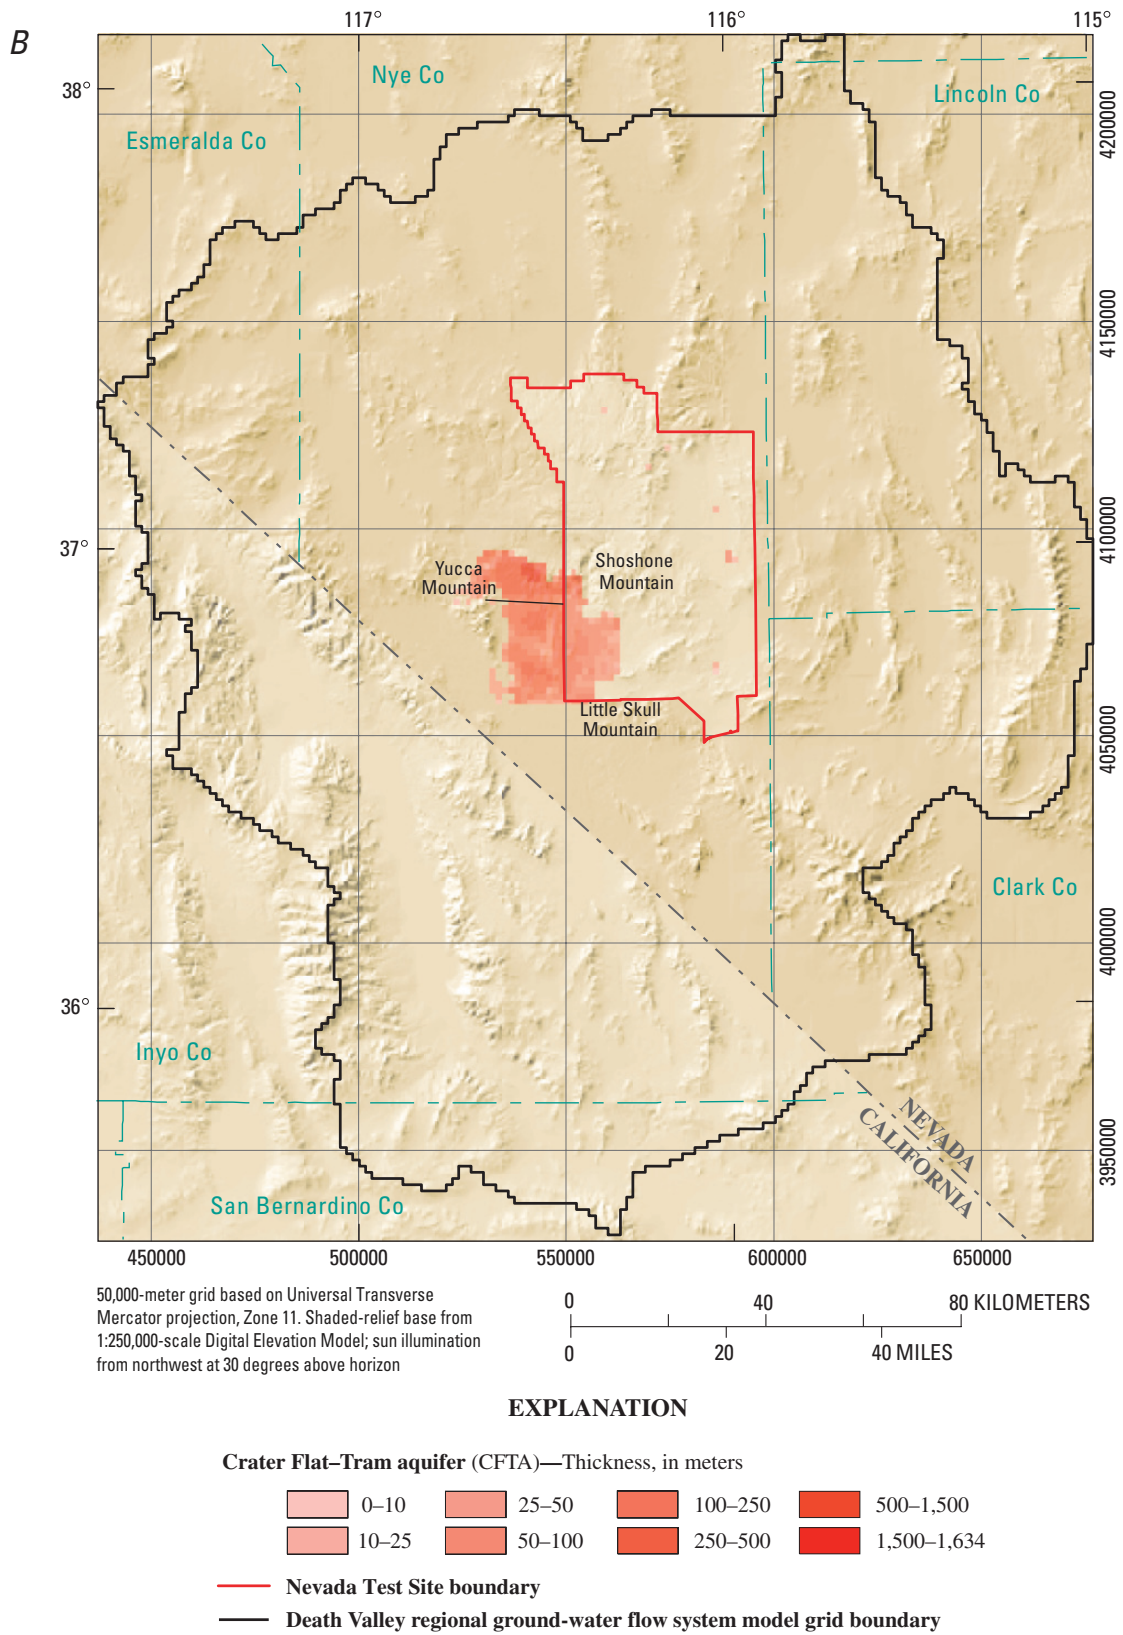 B
117°
116°
115°
38°
37°
36°
Nye Co
Lincoln Co
Esmeralda Co
4200000
4150000
4100000
4050000
4000000
3950000
Yucca
Mountain
Shoshone
Mountain
Little Skull
Mountain
Clark Co
Inyo Co
San Bernardino Co
NEVADA
CALIFORNIA
450000
500000
550000
600000
650000
50,000-meter grid based on Universal Transverse
Mercator projection, Zone 11. Shaded-relief base from
1:250,000-scale Digital Elevation Model; sun illumination
from northwest at 30 degrees above horizon
0 40 80 KILOMETERS
0 20 40 MILES
EXPLANATION
Crater Flat–Tram aquifer (CFTA)—Thickness, in meters
0–10 25–50 100–250 500–1,500
10–25 50–100 250–500 1,500–1,634
Nevada Test Site boundary
Death Valley regional ground-water flow system model grid boundary